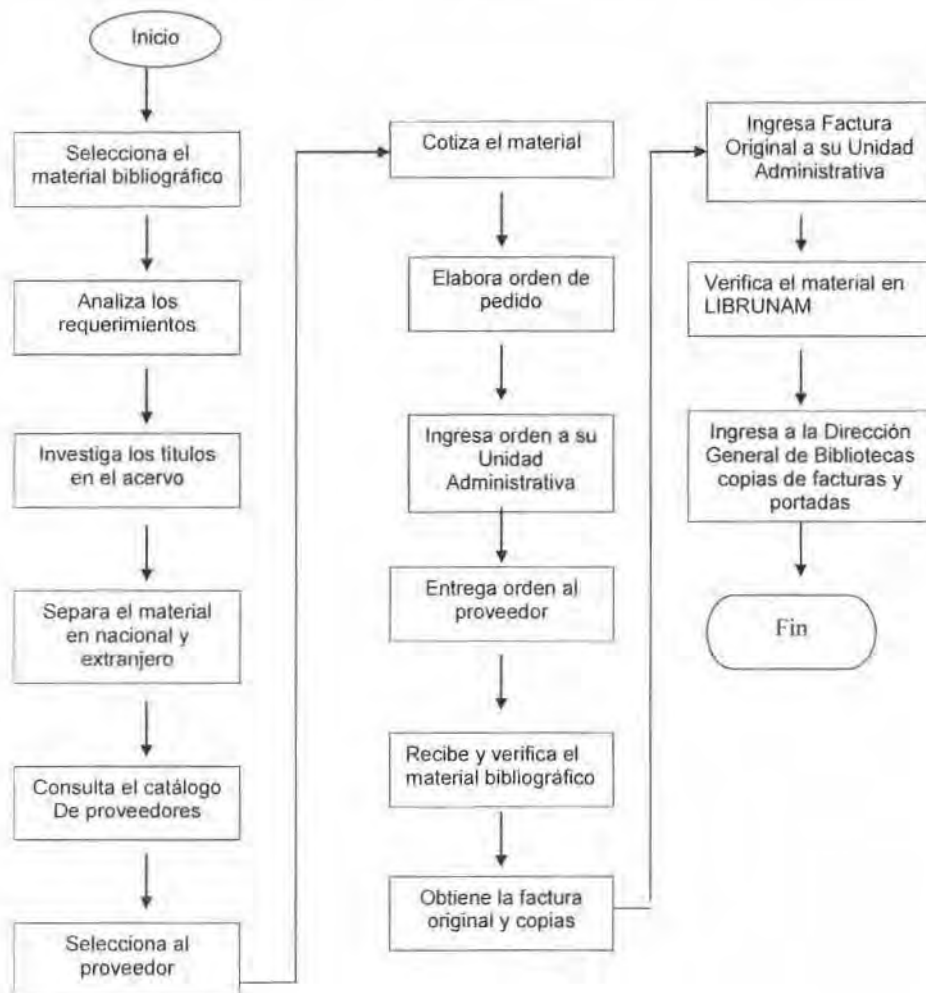 Inicio
Selecciona el
material bibliográfico
Analiza los
requerimientos
Investiga los títulos
en el acervo
Separa el material
en nacional y
extranjero
Consulta el catálogo
De proveedores
Selecciona al
proveedor
Cotiza el material
Elabora orden de
pedido
Ingresa orden a su
Unidad
Administrativa
Entrega orden al
proveedor
Recibe y verifica el
material bibliográfico
Obtiene la factura
original y copias
Ingresa Factura
Original a su Unidad
Administrativa
Verifica el material en
LIBRUNAM
Ingresa a la Dirección
General de Bibliotecas
copias de facturas y
portadas
Fin